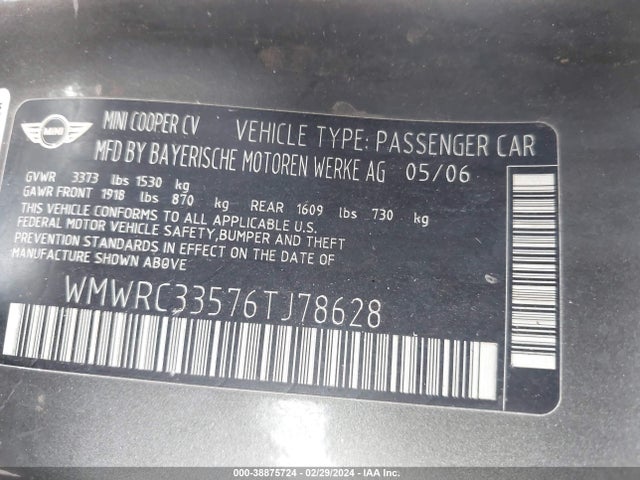 MINI
MINI COOPER CV VEHICLE TYPE: PASSENGER CAR
MFD BY BAYERISCHE MOTOREN WERKE AG 05/06
GVWR 3373 lbs 1530 kg
GAWR FRONT 1918 lbs 870 kg REAR 1609 lbs 730 kg
THIS VEHICLE CONFORMS TO ALL APPLICABLE U.S.
FEDERAL MOTOR VEHICLE SAFETY,BUMPER AND THEFT
PREVENTION STANDARDS IN EFFECT ON THE DATE OF
MANUFACTURE SHOWN ABOVE
WMWRC33576TJ78628
000-38875724 - 02/29/2024 - IAA Inc.